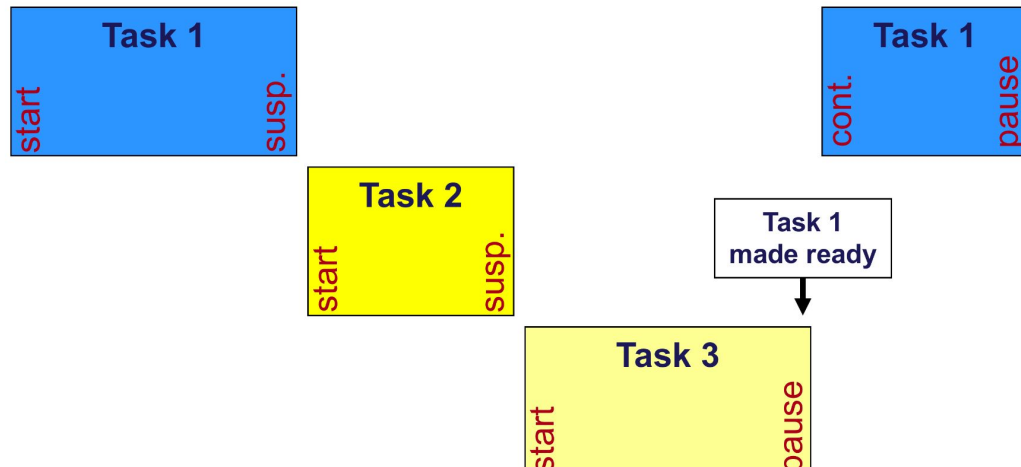 Task 1
start
susp.
Task 1
cont.
pause
Task 2
start
susp.
Task 1
made ready
Task 3
start
pause